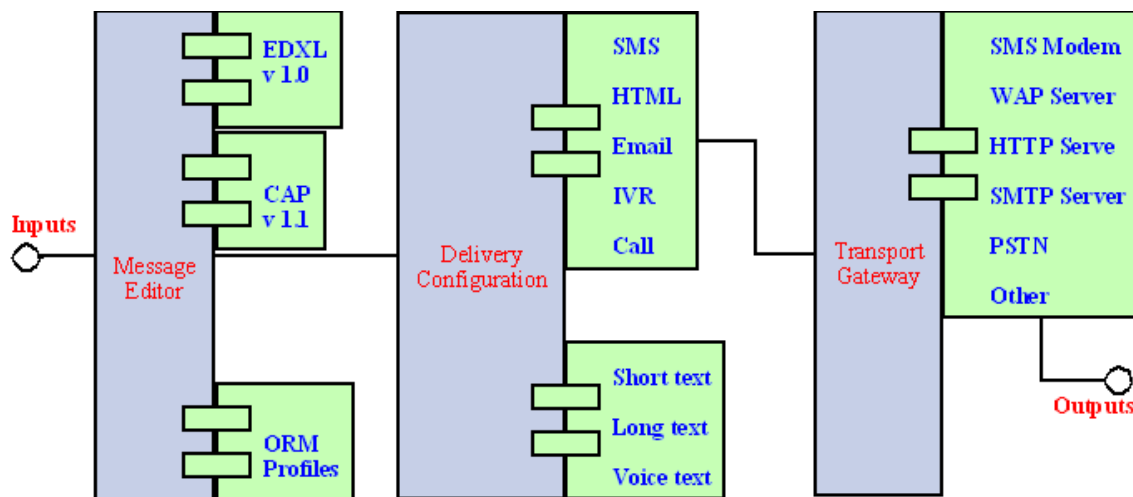 Inputs
Message
Editor
EDXL
v 1.0
CAP
v 1.1
ORM
Profiles
Delivery
Configuration
SMS
HTML
Email
IVR
Call
Short text
Long text
Voice text
Transport
Gateway
SMS Modem
WAP Server
HTTP Serve
SMTP Server
PSTN
Other
Outputs